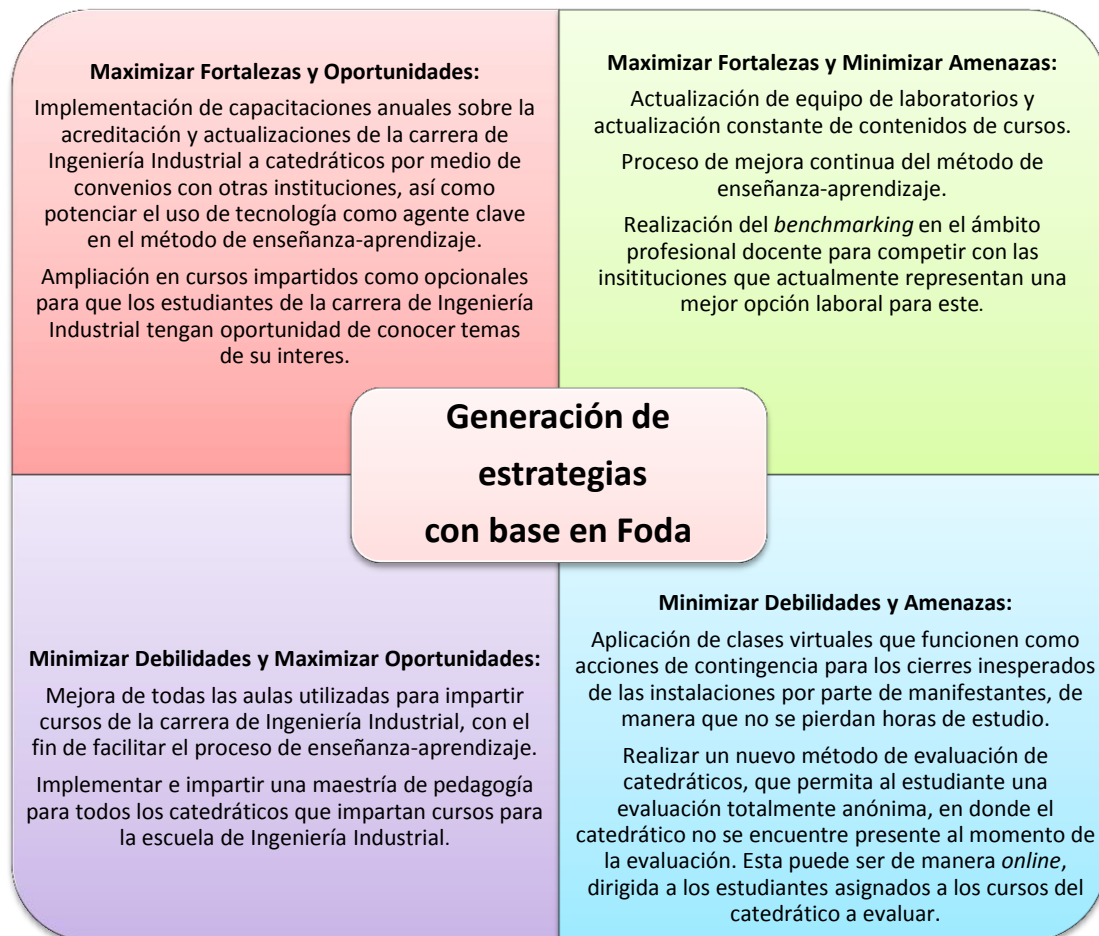 Maximizar Fortalezas y Oportunidades:
Implementación de capacitaciones anuales sobre la
acreditación y actualizaciones de la carrera de
Ingeniería Industrial a catedráticos por medio de
convenios con otras instituciones, así como
potenciar el uso de tecnología como agente clave
en el método de enseñanza-aprendizaje.
Ampliación en cursos impartidos como opcionales
para que los estudiantes de la carrera de Ingeniería
Industrial tengan oportunidad de conocer temas
de su interes.
Maximizar Fortalezas y Minimizar Amenazas:
Actualización de equipo de laboratorios y
actualización constante de contenidos de cursos.
Proceso de mejora continua del método de
enseñanza-aprendizaje.
Realización del benchmarking en el ámbito
profesional docente para competir con las
insitituciones que actualmente representan una
mejor opción laboral para este.
Generación de
estrategias
con base en Foda
Minimizar Debilidades y Maximizar Oportunidades:
Mejora de todas las aulas utilizadas para impartir
cursos de la carrera de Ingeniería Industrial, con el
fin de facilitar el proceso de enseñanza-aprendizaje.
Implementar e impartir una maestría de pedagogía
para todos los catedráticos que impartan cursos para
la escuela de Ingeniería Industrial.
Minimizar Debilidades y Amenazas:
Aplicación de clases virtuales que funcionen como
acciones de contingencia para los cierres inesperados
de las instalaciones por parte de manifestantes, de
manera que no se pierdan horas de estudio.
Realizar un nuevo método de evaluación de
catedráticos, que permita al estudiante una
evaluación totalmente anónima, en donde el
catedrático no se encuentre presente al momento de
la evaluación. Esta puede ser de manera online,
dirigida a los estudiantes asignados a los cursos del
catedrático a evaluar.